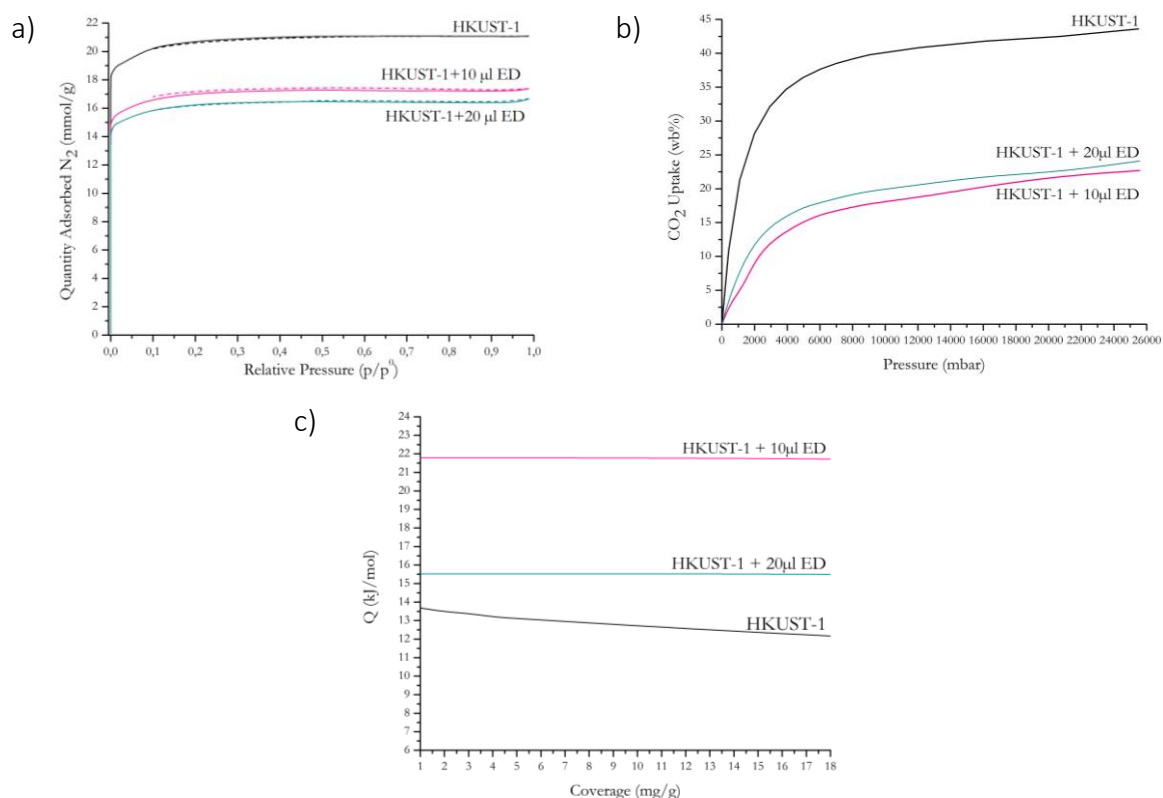 a)
Quantity Adsorbed N2 (mmol/g)
22
20
18
16
14
12
10
8
6
4
2
0
HKUST-1
HKUST-1+10 µl ED
HKUST-1+20 µl ED
0,0 0,1 0,2 0,3 0,4 0,5 0,6 0,7 0,8 0,9 1,0
Relative Pressure (p/p0)
b)
CO2 Uptake (wb%)
45
40
35
30
25
20
15
10
5
0
HKUST-1
HKUST-1 + 20µl ED
HKUST-1 + 10µl ED
0 2000 4000 6000 8000 10000 12000 14000 16000 18000 20000 22000 24000 26000
Pressure (mbar)
c)
Q (kJ/mol)
24
23
22
21
20
19
18
17
16
15
14
13
12
11
10
9
8
7
6
HKUST-1 + 10µl ED
HKUST-1 + 20µl ED
HKUST-1
1 2 3 4 5 6 7 8 9 10 11 12 13 14 15 16 17 18
Coverage (mg/g)